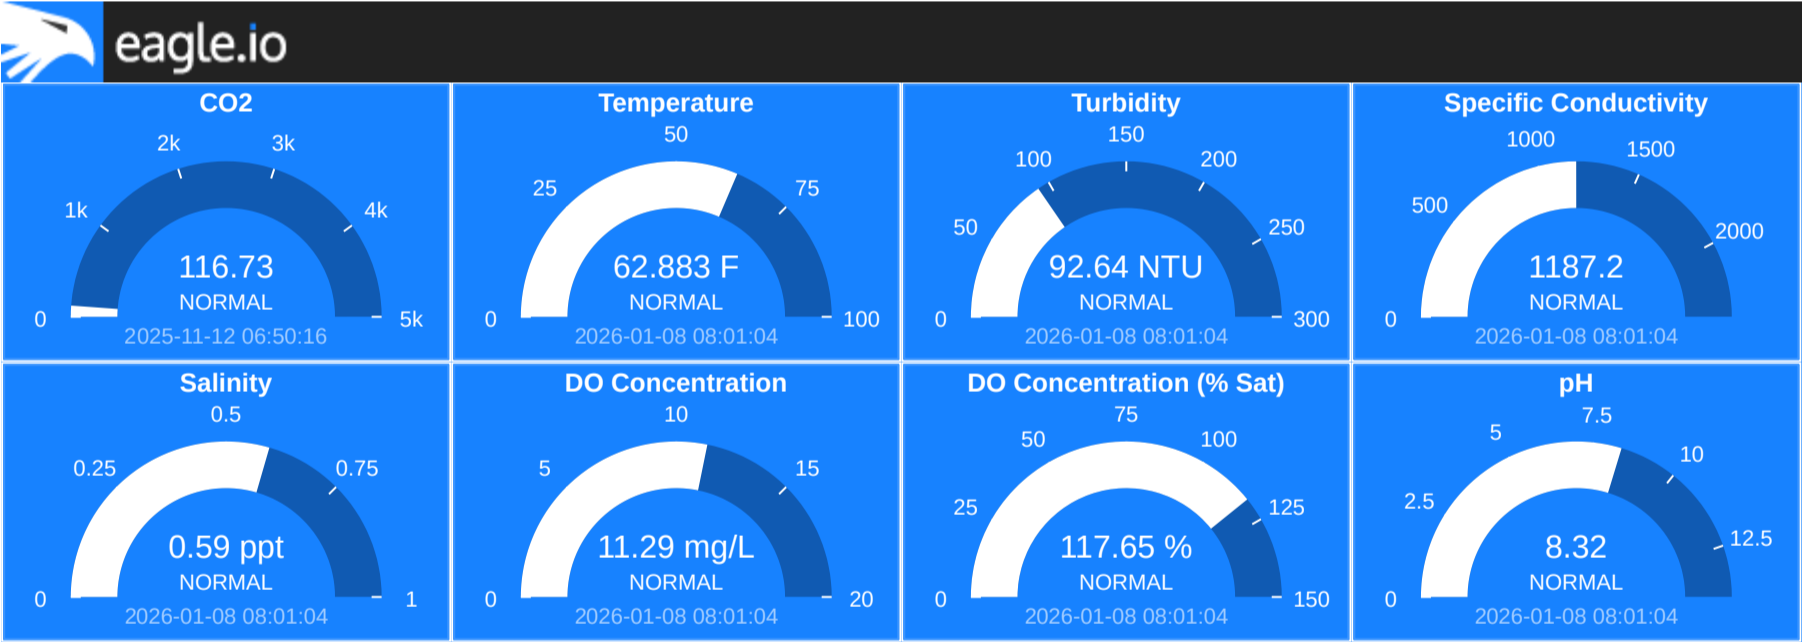 eagle.io
CO2
2k
3k
1k
4k
116.73
NORMAL
0
5k
2025-11-12 06:50:16
Temperature
50
25
75
62.883 F
NORMAL
0
100
2026-01-08 08:01:04
Turbidity
150
100
200
50
250
92.64 NTU
NORMAL
0
300
2026-01-08 08:01:04
Specific Conductivity
1000
1500
500
2000
1187.2
NORMAL
0
2026-01-08 08:01:04
Salinity
0.5
0.25
0.75
0.59 ppt
NORMAL
0
1
2026-01-08 08:01:04
DO Concentration
10
5
15
11.29 mg/L
NORMAL
0
20
2026-01-08 08:01:04
DO Concentration (% Sat)
75
50
100
25
125
117.65 %
NORMAL
0
150
2026-01-08 08:01:04
pH
7.5
5
10
2.5
12.5
8.32
NORMAL
0
2026-01-08 08:01:04